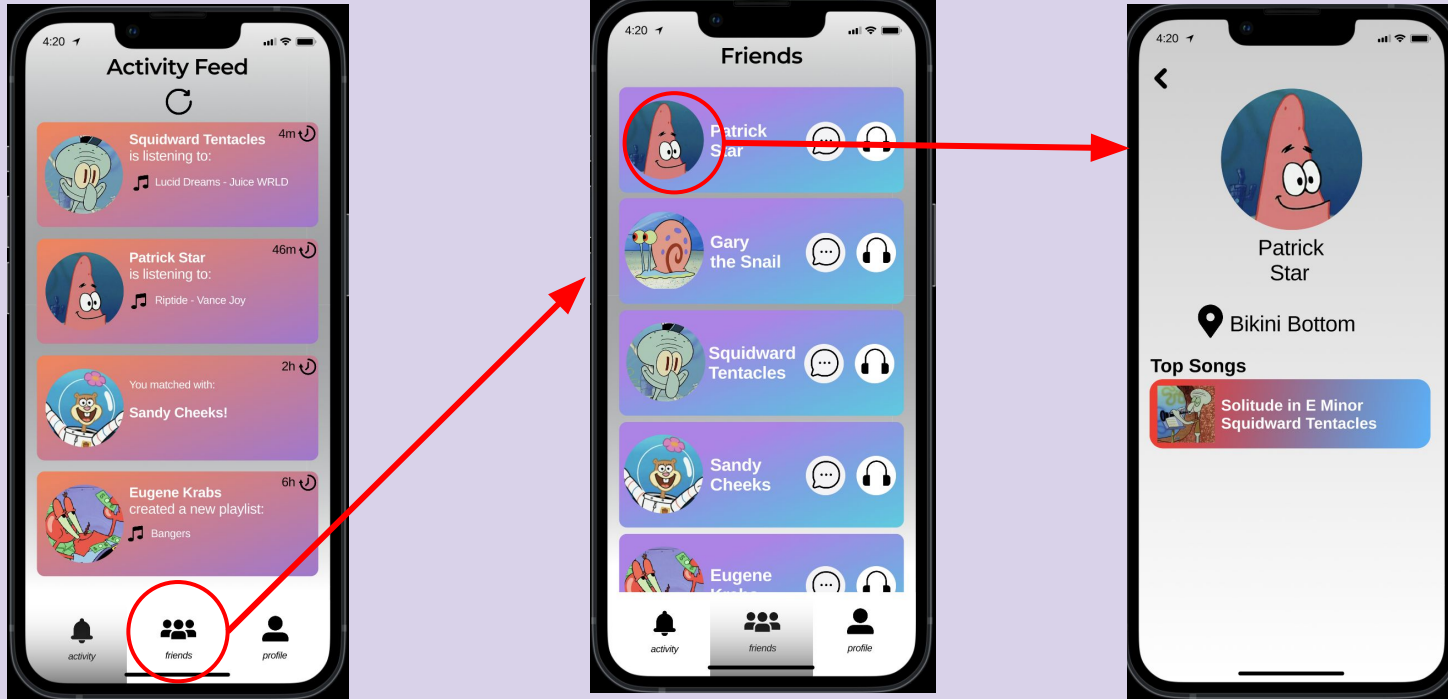 4:20
Activity Feed
Squidward Tentacles
4m
is listening to:
Lucid Dreams - Juice WRLD
46m
Patrick Star
is listening to:
Riptide - Vance Joy
2h
You matched with:
Sandy Cheeks!
6h
Eugene Krabs
created a new playlist:
Bangers
activity
friends
profile
4:20
Friends
Patrick
Star
Gary
the Snail
Squidward
Tentacles
Sandy
Cheeks
Eugene
Krabs
activity
friends
profile
4:20
Patrick
Star
Bikini Bottom
Top Songs
Solitude in E Minor
Squidward Tentacles